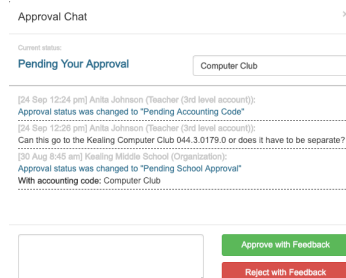 Approval Chat
Current status:
Pending Your Approval
Computer Club
[24 Sep 12:24 pm] Anita Johnson (Teacher (3rd level account)):
Approval status was changed to "Pending Accounting Code"
[24 Sep 12:26 pm] Anita Johnson (Teacher (3rd level account)):
Can this go to the Kealing Computer Club 044.3.0179.0 or does it have to be separate?
[30 Aug 8:45 am] Kealing Middle School (Organization):
Approval status was changed to "Pending School Approval"
With accounting code: Computer Club
Approve with Feedback
Reject with Feedback